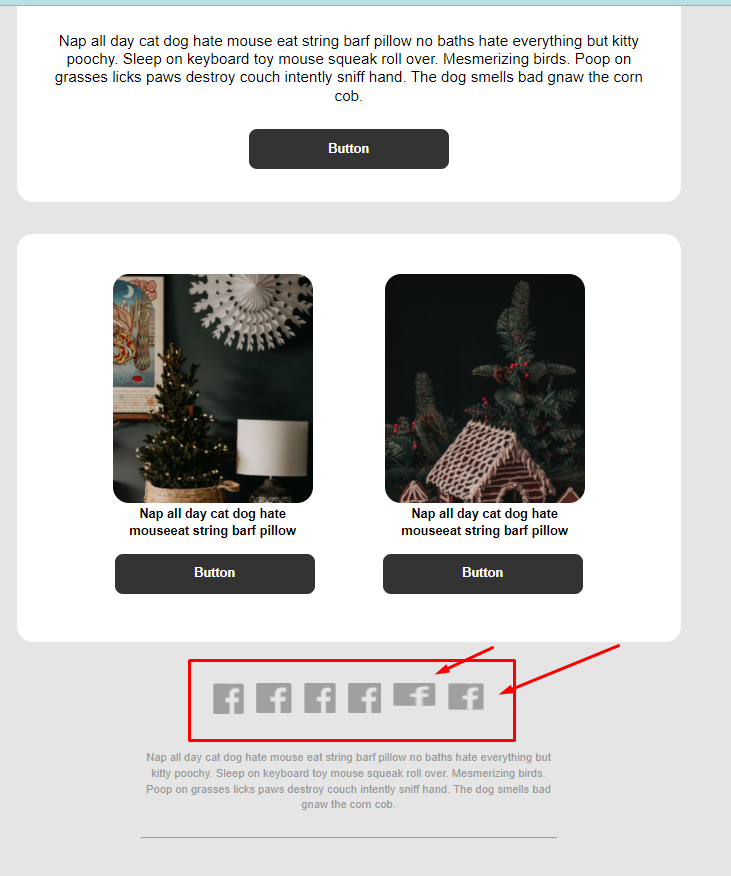 Nap all day cat dog hate mouse eat string barf pillow no baths hate everything but kitty
poochy. Sleep on keyboard toy mouse squeak roll over. Mesmerizing birds. Poop on
grasses licks paws destroy couch intently sniff hand. The dog smells bad gnaw the corn
cob.
Button
Nap all day cat dog hate
mouseeat string barf pillow
Button
Nap all day cat dog hate
mouseeat string barf pillow
Button
Nap all day cat dog hate mouse eat string barf pillow no baths hate everything but
kitty poochy. Sleep on keyboard toy mouse squeak roll over. Mesmerizing birds.
Poop on grasses licks paws destroy couch intently sniff hand. The dog smells bad
gnaw the corn cob.